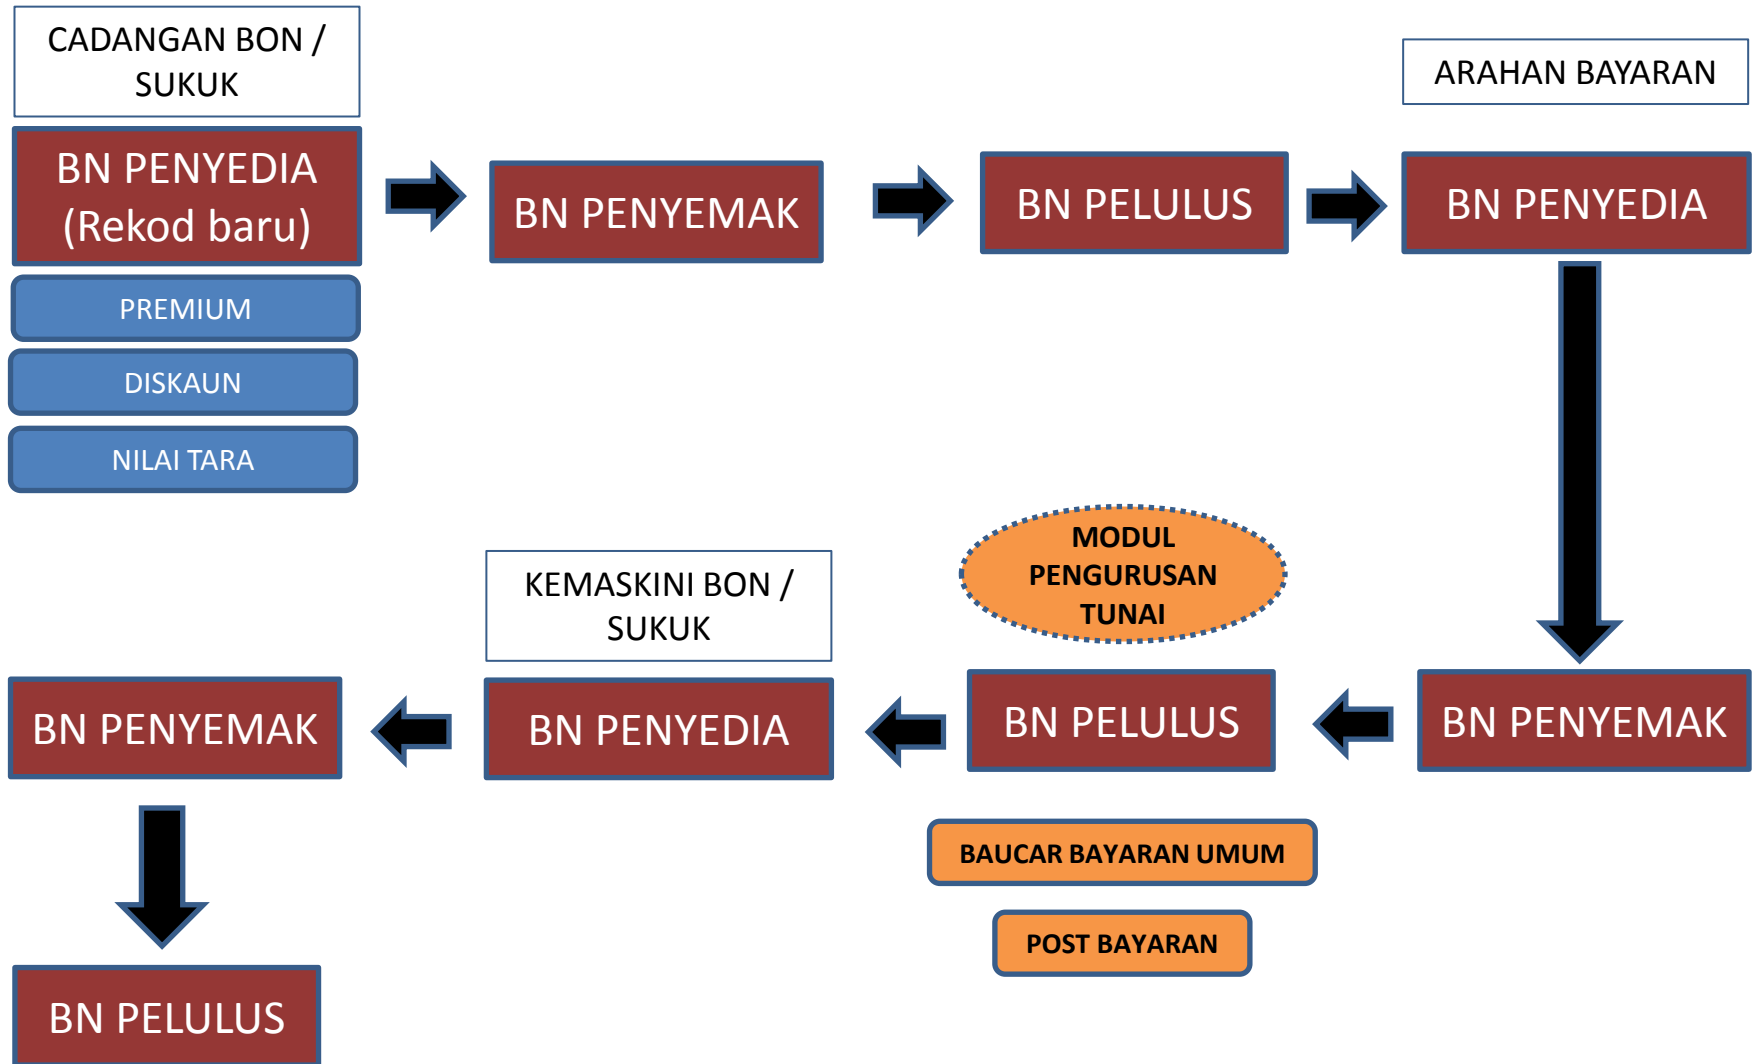 CADANGAN BON /
SUKUK
ARAHAN BAYARAN
BN PENYEDIA
(Rekod baru)
BN PENYEMAK
BN PELULUS
BN PENYEDIA
PREMIUM
DISKAUN
NILAI TARA
MODUL
PENGURUSAN
TUNAI
KEMASKINI BON /
SUKUK
BN PENYEMAK
BN PELULUS
BN PENYEDIA
BN PENYEMAK
BAUCAR BAYARAN UMUM
POST BAYARAN
BN PELULUS